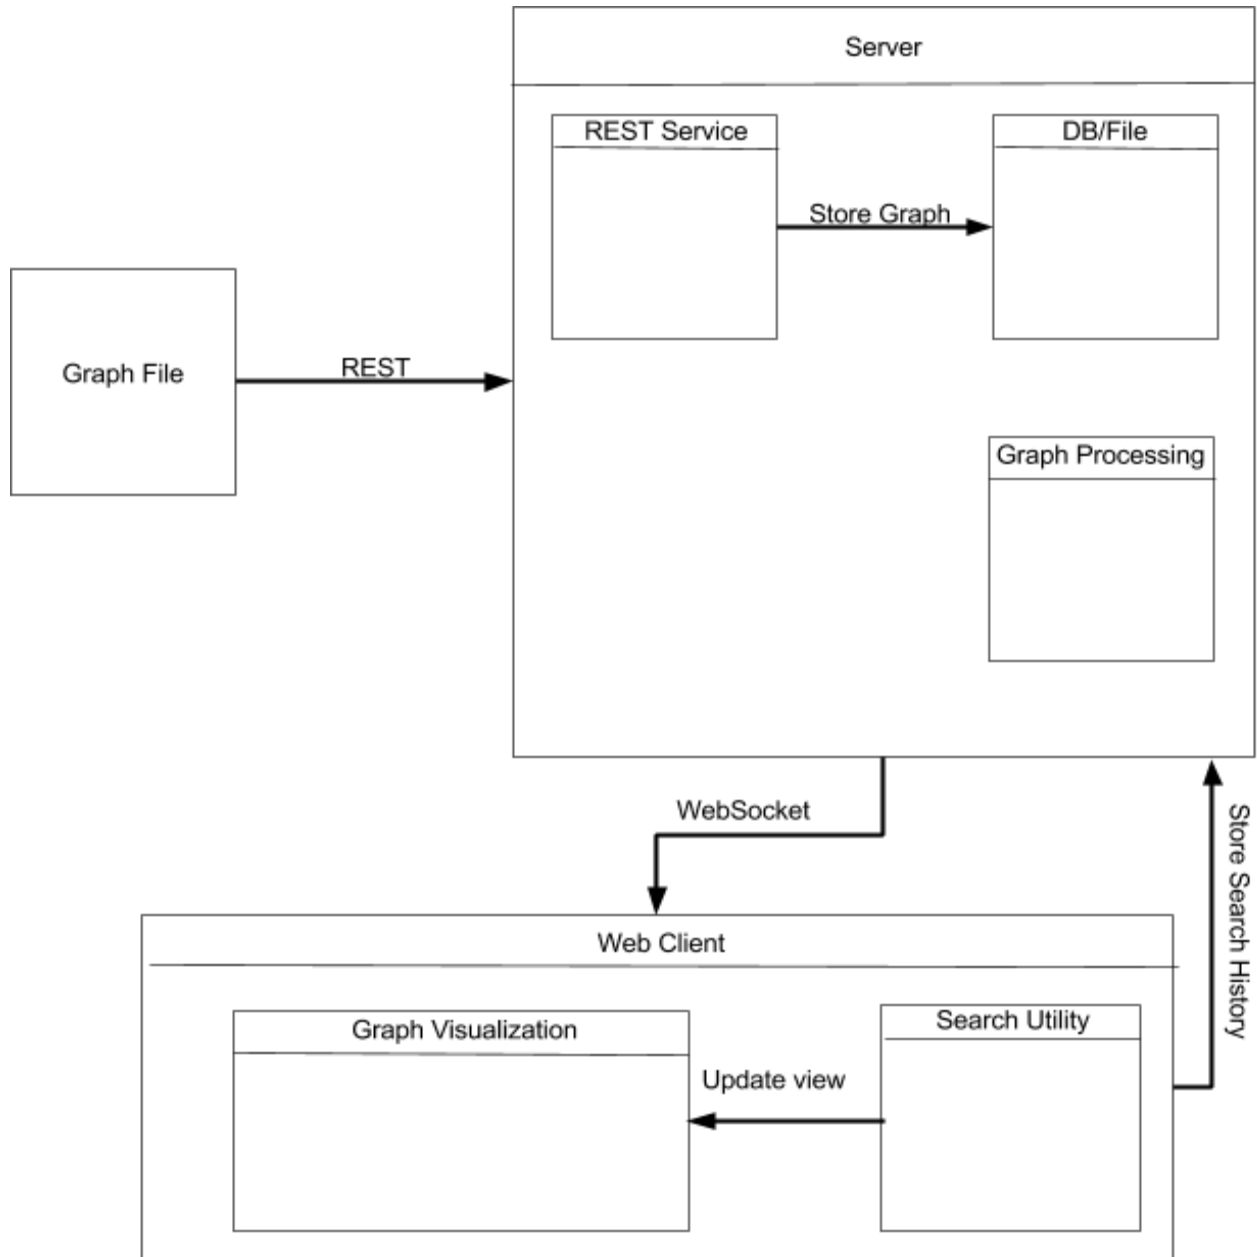 Server
REST Service
DB/File
Store Graph
Graph File
REST
Graph Processing
WebSocket
Store Search History
Web Client
Graph Visualization
Search Utility
Update view